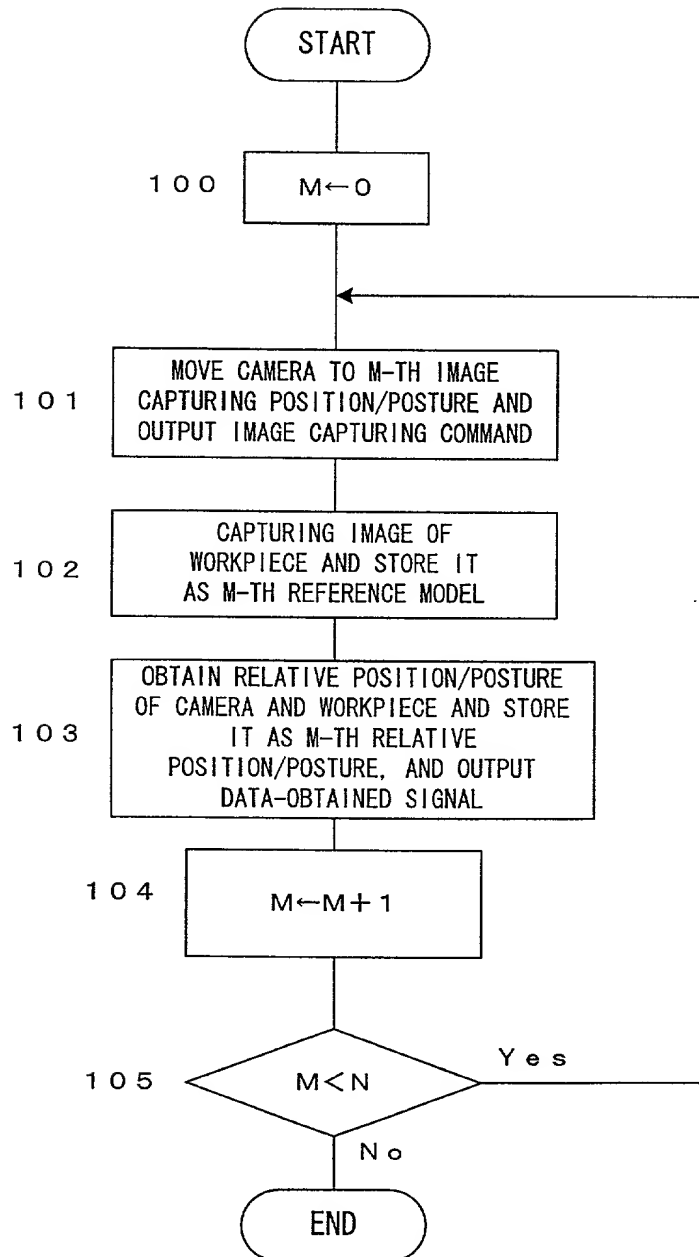 START
100
M←0
101
MOVE CAMERA TO M-TH IMAGE
CAPTURING POSITION/POSTURE AND
OUTPUT IMAGE CAPTURING COMMAND
102
CAPTURING IMAGE OF
WORKPIECE AND STORE IT
AS M-TH REFERENCE MODEL
103
OBTAIN RELATIVE POSITION/POSTURE
OF CAMERA AND WORKPIECE AND STORE
IT AS M-TH RELATIVE
POSITION/POSTURE, AND OUTPUT
DATA-OBTAINED SIGNAL
104
M←M+1
105
M<N
Yes
No
END